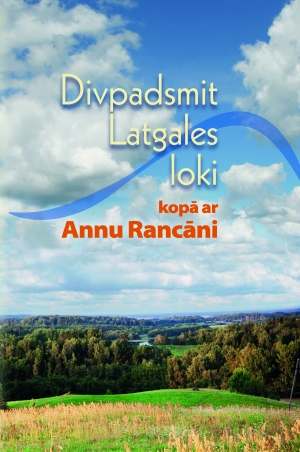 Divpadsmit
Latgales
loki
kopā ar
Annu Rancāni